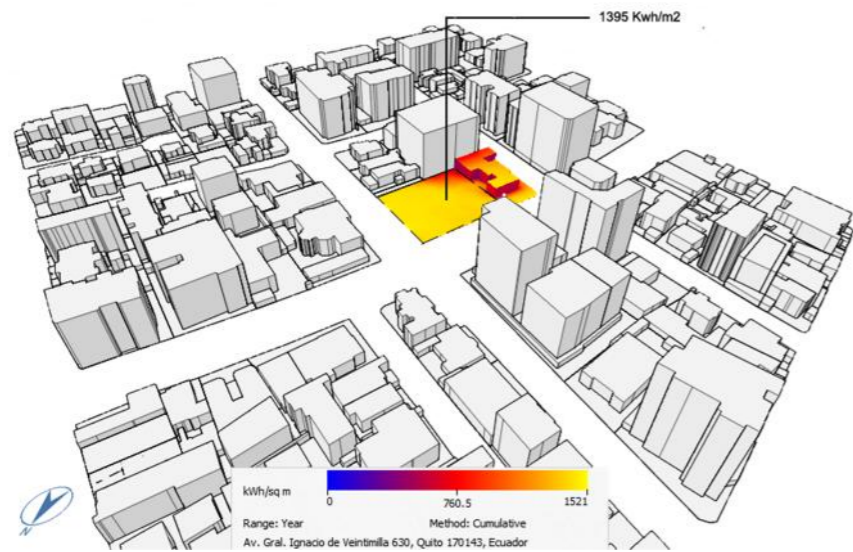 1395 Kwh/m2
kWh/sq m
0 760.5 1521
Range: Year Method: Cumulative
Av. Gral. Ignacio de Veintimilla 630, Quito 170143, Ecuador
N